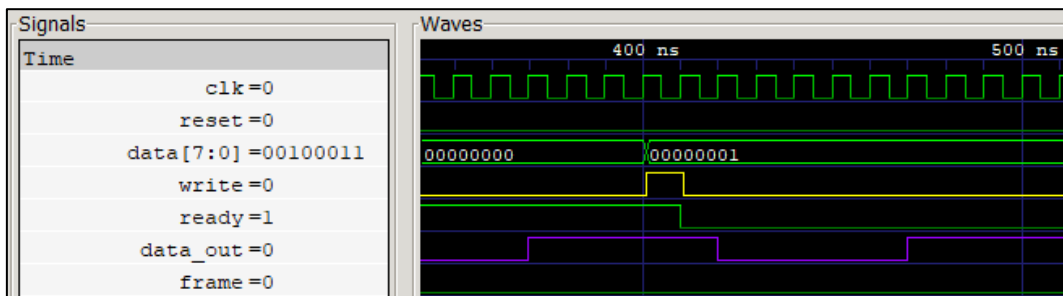 Signals
Waves
Time
400 ns
500 ns
clk=0
reset=0
data[7:0]=00100011
00000000
00000001
write=0
ready=1
data_out=0
frame=0